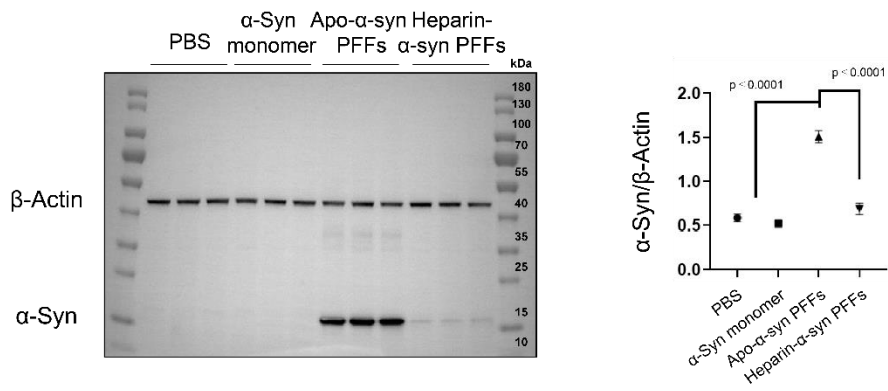 PBS
α-Syn
monomer
Apo-α-syn
PFFs
Heparin-
α-syn PFFs
kDa
180
130
100
70
55
40
35
25
15
10
β-Actin
α-Syn
p<0.0001
p<0.0001
2.0
1.5
1.0
0.5
0.0
α-Syn/β-Actin
PBS
α-Syn monomer
Apo-α-syn PFFs
Heparin-α-syn PFFs